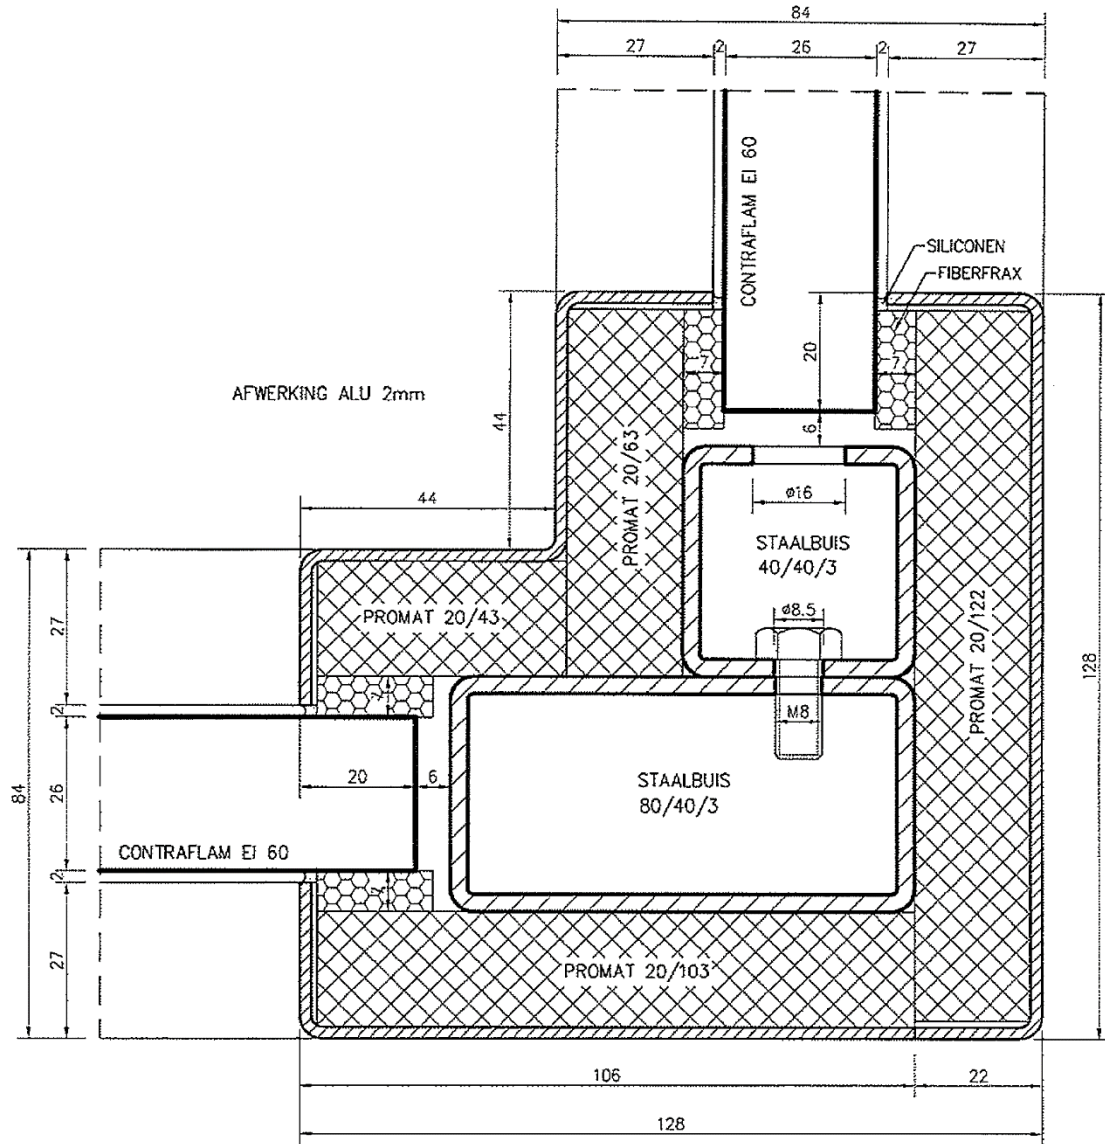 84
27
2
26
2
27
CONTRAFLAM EI 60
SILICONEN
FIBERFRAX
20
7
7
AFWERKING ALU 2mm
44
6
PROMAT 20/63
44
ø16
STAALBUIS
40/40/3
27
PROMAT 20/43
ø8.5
PROMAT 20/122
128
7
2
M8
84
26
20
6
STAALBUIS
80/40/3
CONTRAFLAM EI 60
2
7
27
PROMAT 20/103
106
22
128